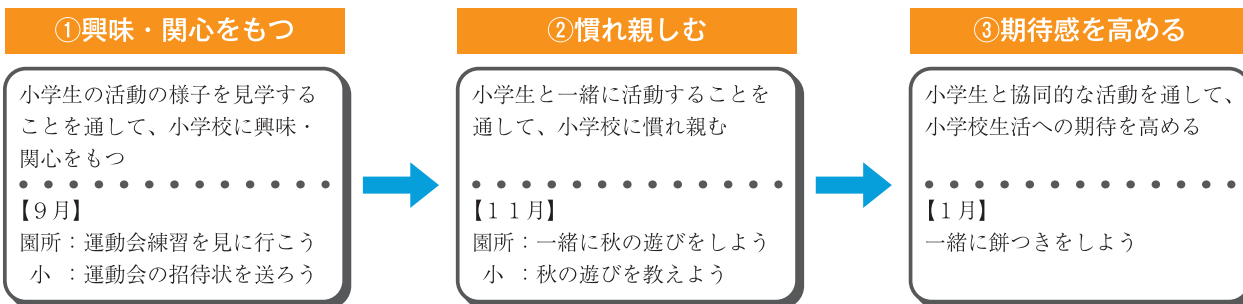 ①興味・関心をもつ
小学生の活動の様子を見学する
ことを通して、小学校に興味・
関心をもつ
【9月】
園所：運動会練習を見に行こう
小　：運動会の招待状を送ろう
②慣れ親しむ
小学生と一緒に活動することを
通して、小学校に慣れ親む
【11月】
園所：一緒に秋の遊びをしよう
小　：秋の遊びを教えよう
③期待感を高める
小学生と協同的な活動を通して、
小学校生活への期待を高める
【1月】
一緒に餅つきをしよう